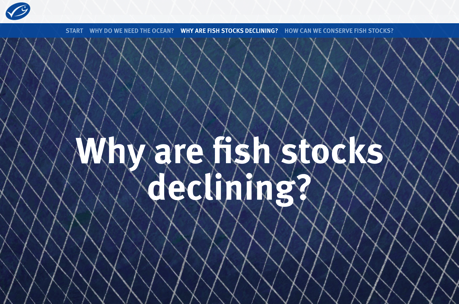 START WHY DO WE NEED THE OCEAN? WHY ARE FISH STOCKS DECLINING? HOW CAN WE CONSERVE FISH STOCKS?
Why are fish stocks
declining?